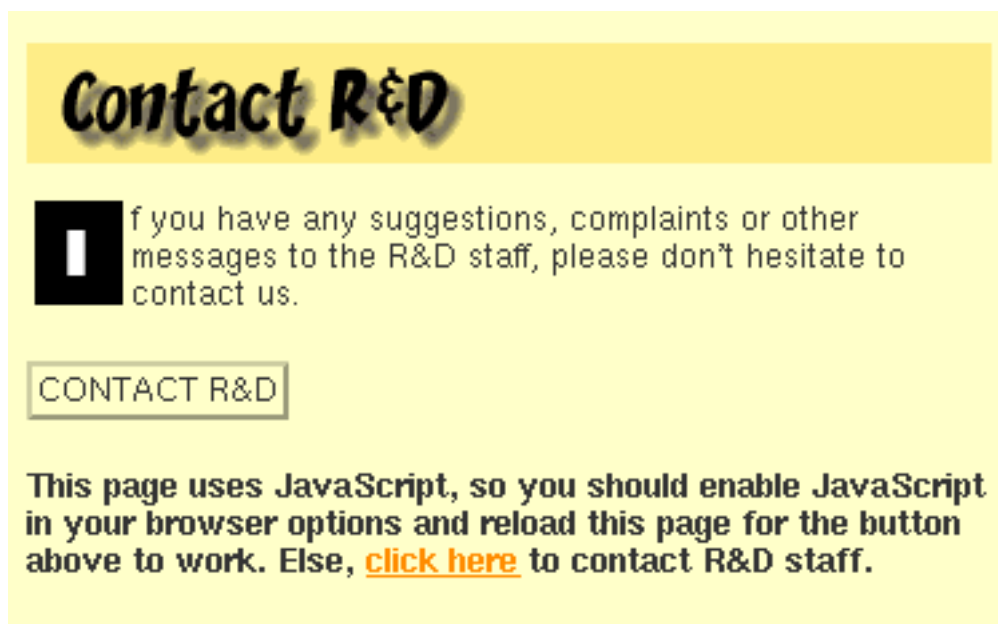 Contact R&D
If you have any suggestions, complaints or other
messages to the R&D staff, please don't hesitate to
contact us.
CONTACT R&D
This page uses JavaScript, so you should enable JavaScript
in your browser options and reload this page for the button
above to work. Else, click here to contact R&D staff.